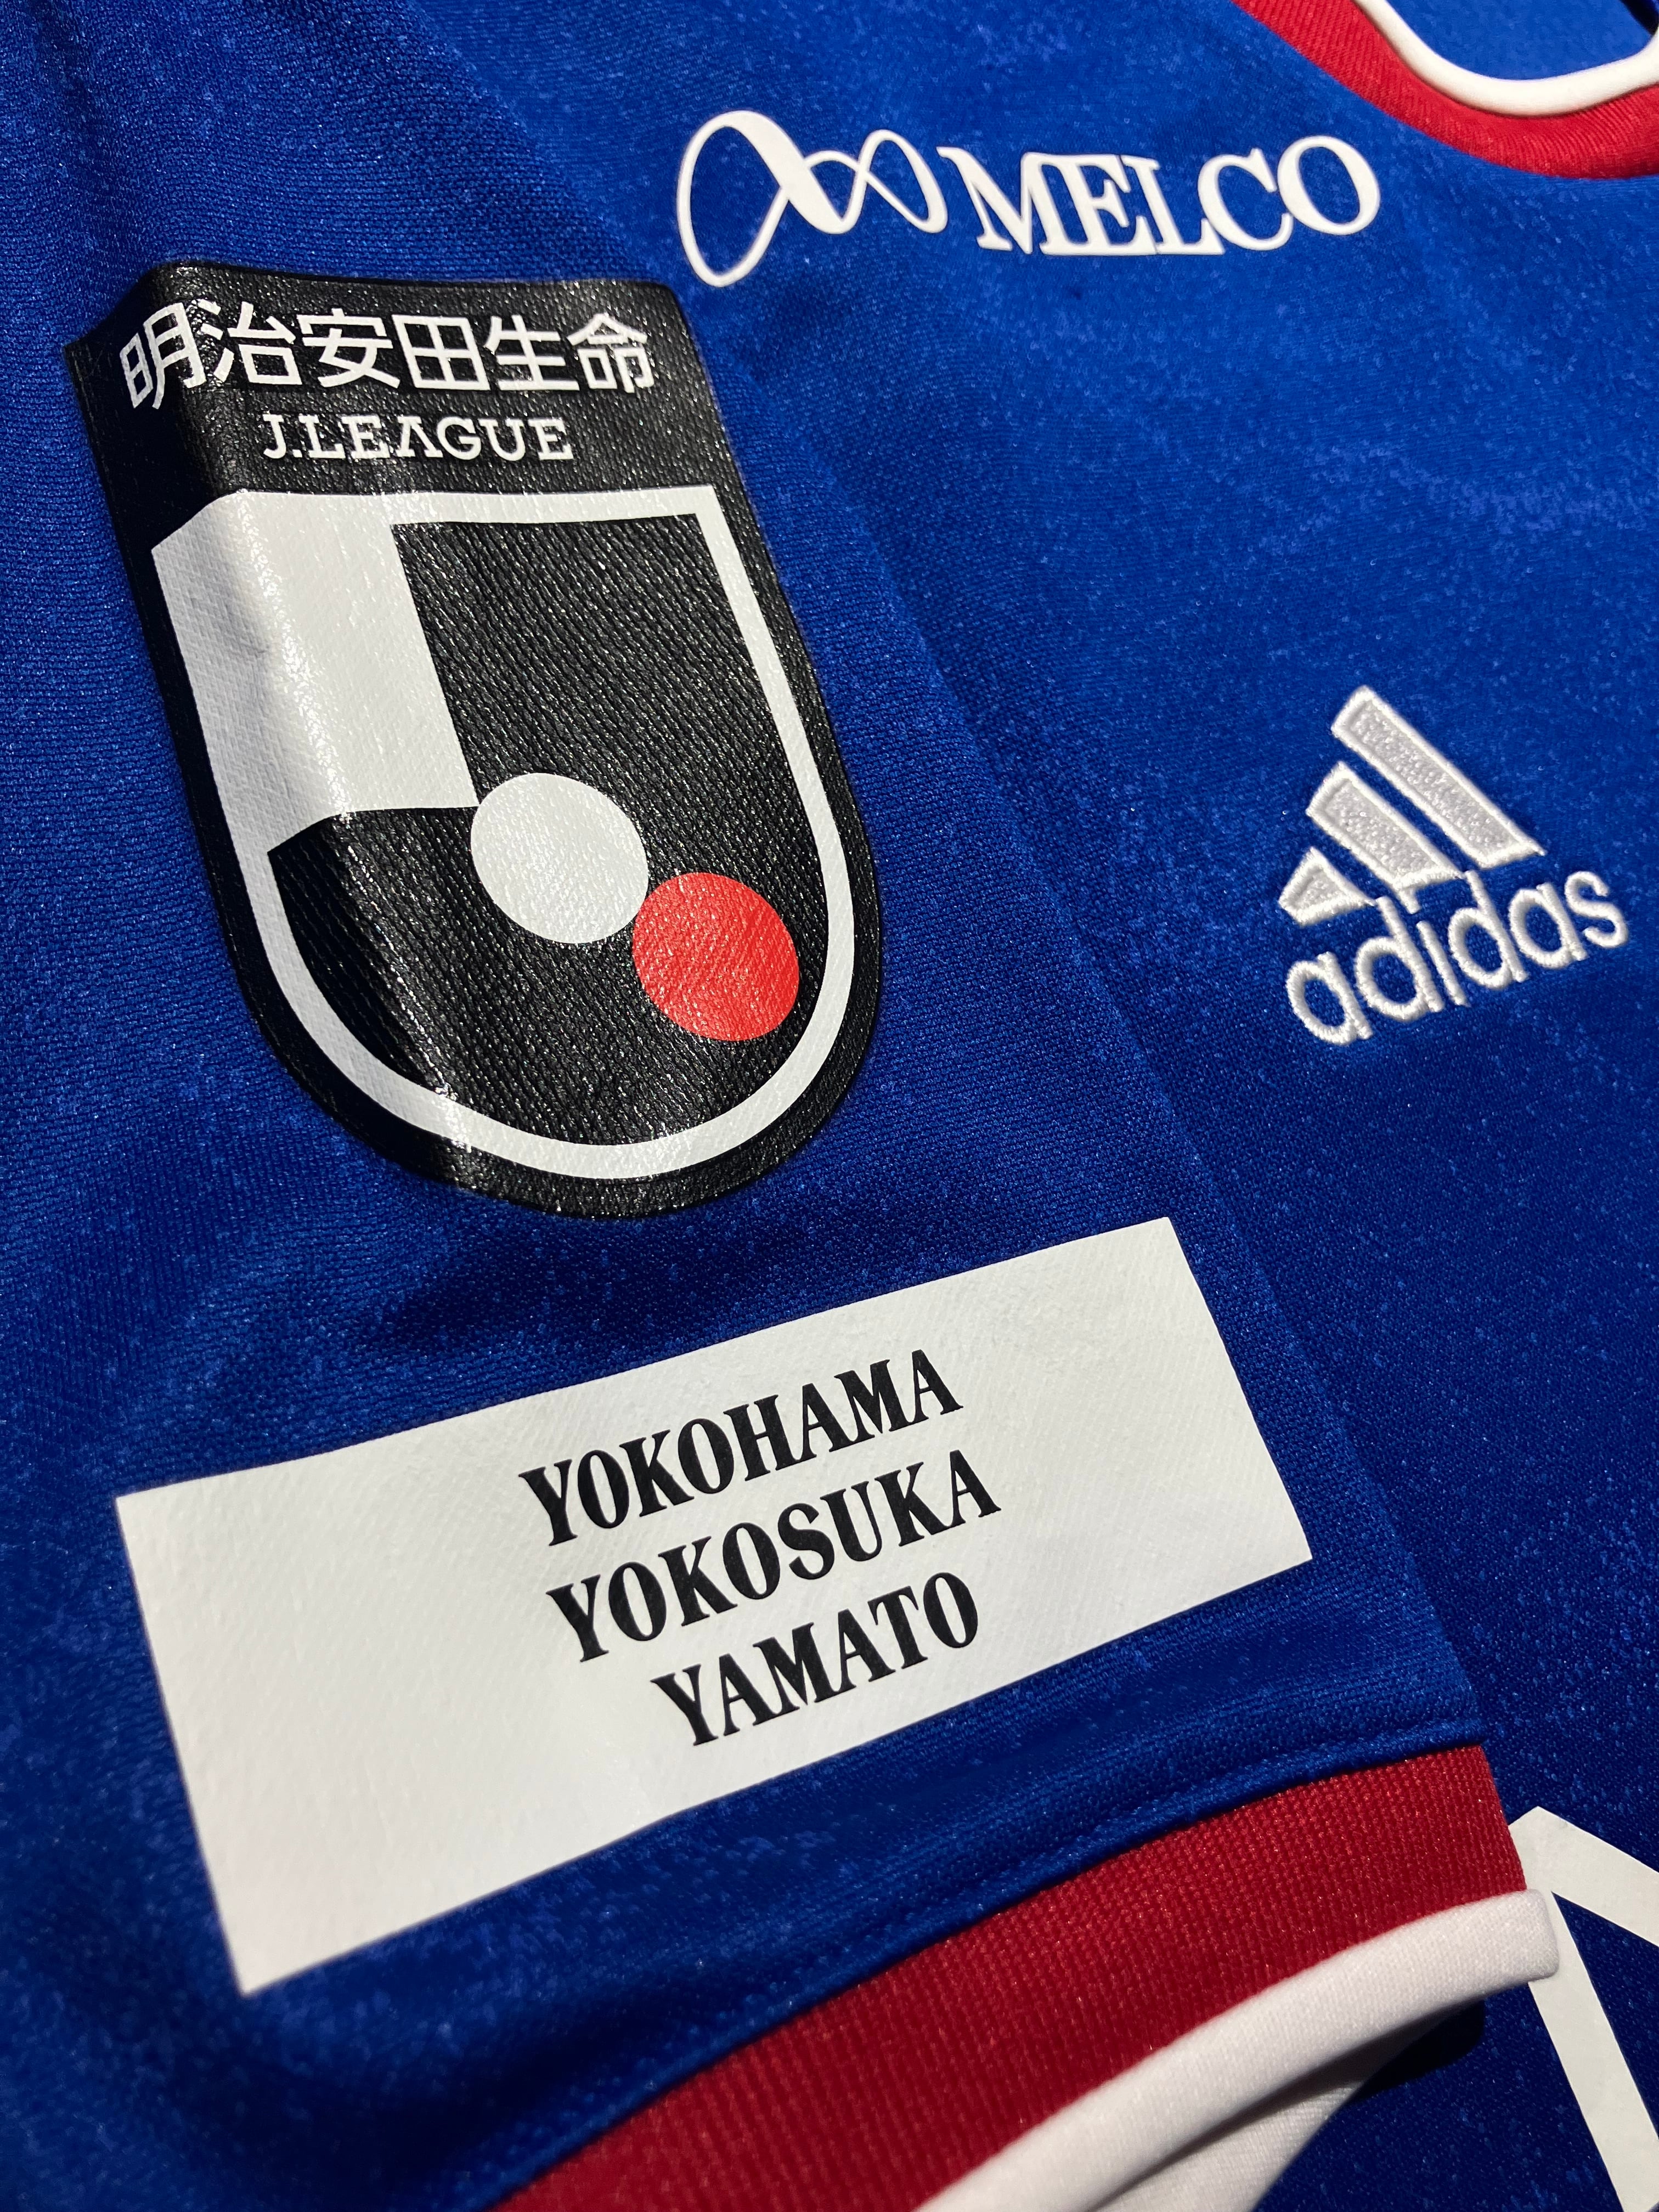 MELCO
明治安田生命
J.LEAGUE
adidas
YOKOHAMA
YOKOSUKA
YAMATO